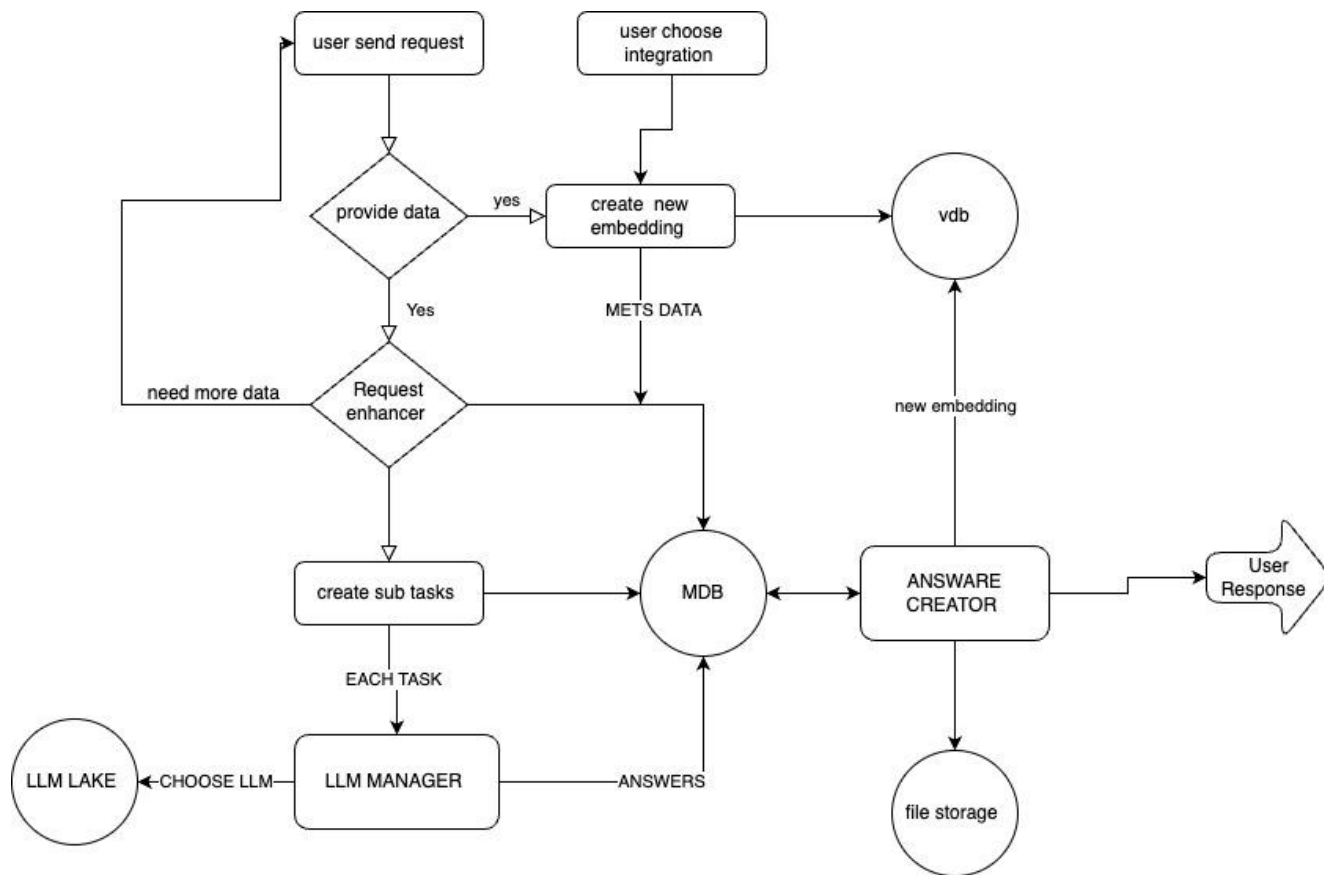 user send request
user choose
integration
provide data
yes
create new
embedding
vdb
Yes
METS DATA
need more data
Request
enhancer
new embedding
create sub tasks
MDB
ANSWARE
CREATOR
User
Response
EACH TASK
LLM LAKE
CHOOSE LLM
LLM MANAGER
ANSWERS
file storage